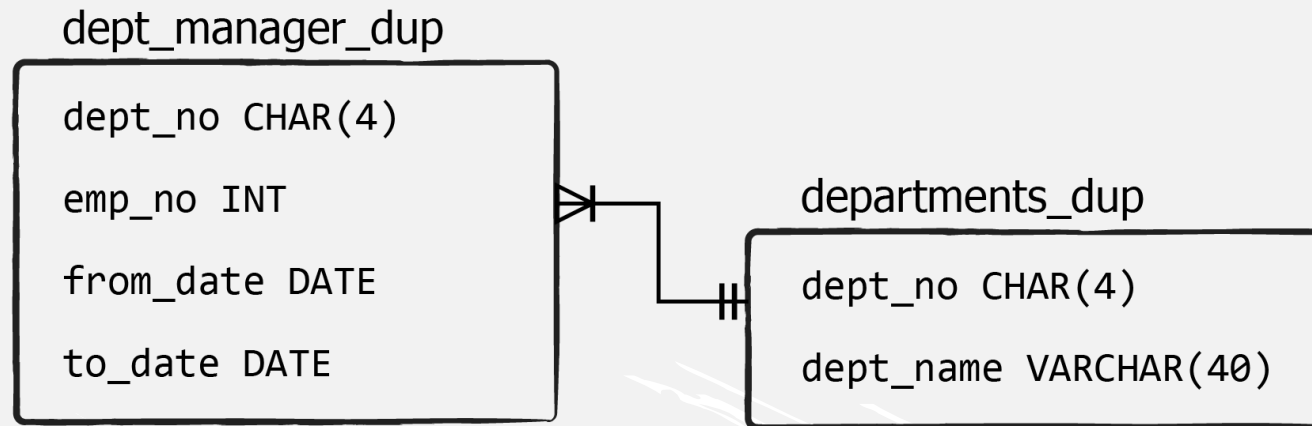 dept_manager_dup
dept_no CHAR(4)
emp_no INT
from_date DATE
to_date DATE
departments_dup
dept_no CHAR(4)
dept_name VARCHAR(40)